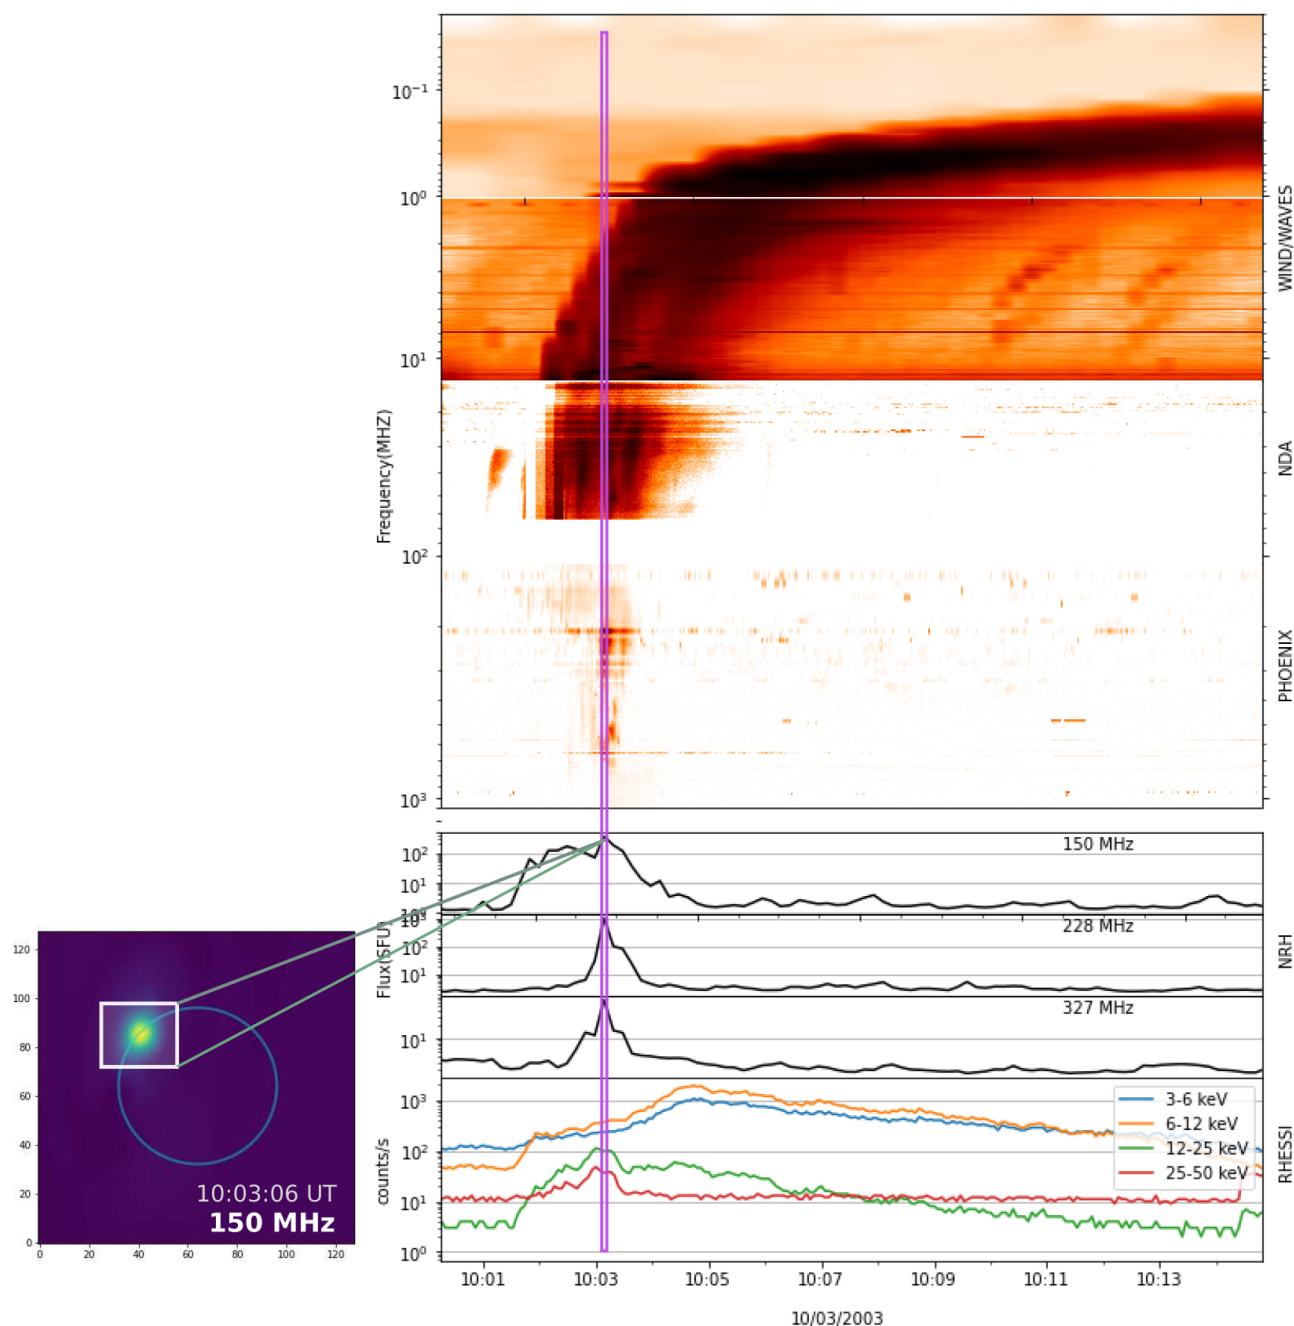 10⁻¹
10⁰
10¹
10²
10³
Frequency(MHZ)
WIND/WAVES
NDA
PHOENIX
150 MHz
10²
10¹
10⁰
228 MHz
10³
10²
10¹
Flux(SFU)
NRH
327 MHz
10¹
10³
10²
10¹
10⁰
counts/s
3-6 keV
6-12 keV
12-25 keV
25-50 keV
RHESSI
10:01
10:03
10:05
10:07
10:09
10:11
10:13
10/03/2003
120
100
80
60
40
20
0
10:03:06 UT
150 MHz
0
20
40
60
80
100
120